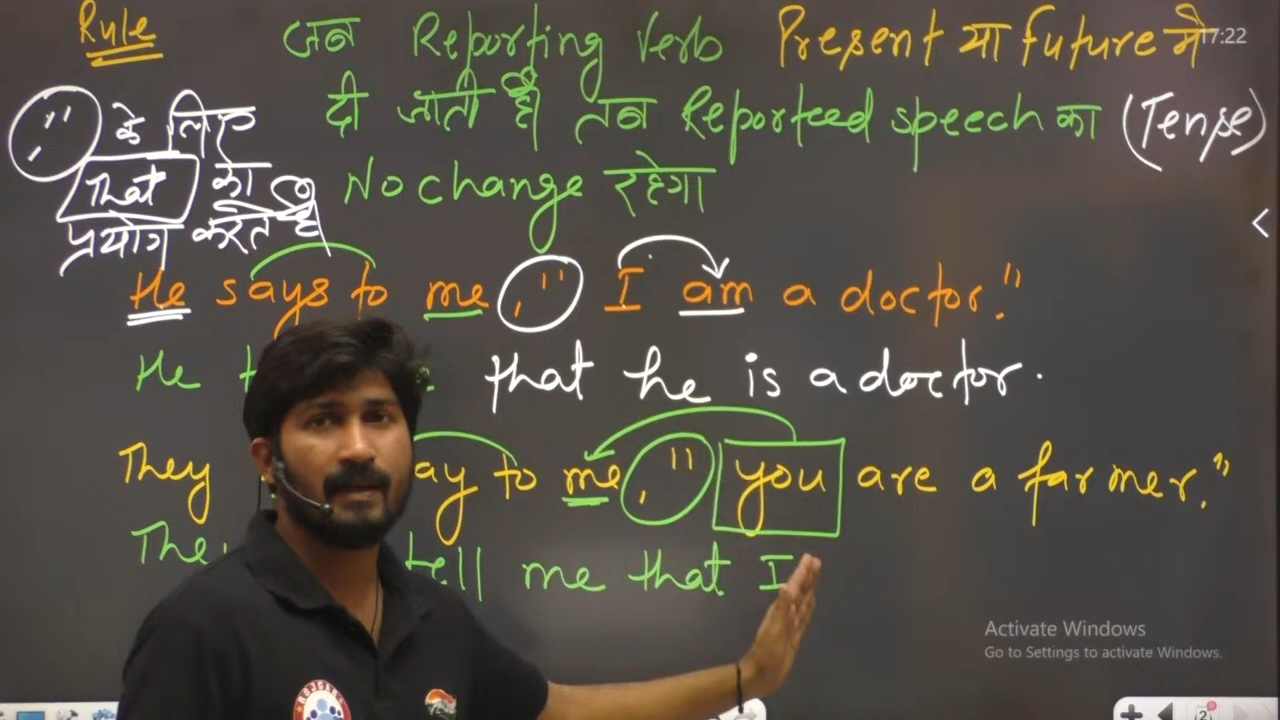 Rule जब Reporting Verb Present या future मे
17:22
," के लिए दी जाती है। तब Reported speech का (Tense)
That का No change रहेगा
प्रयोग करते है।
He says to me ," I am a doctor."
He that he is a doctor.
They ay to me ," you are a farmer."
The tell me that I
Activate Windows
Go to Settings to activate Windows.
2